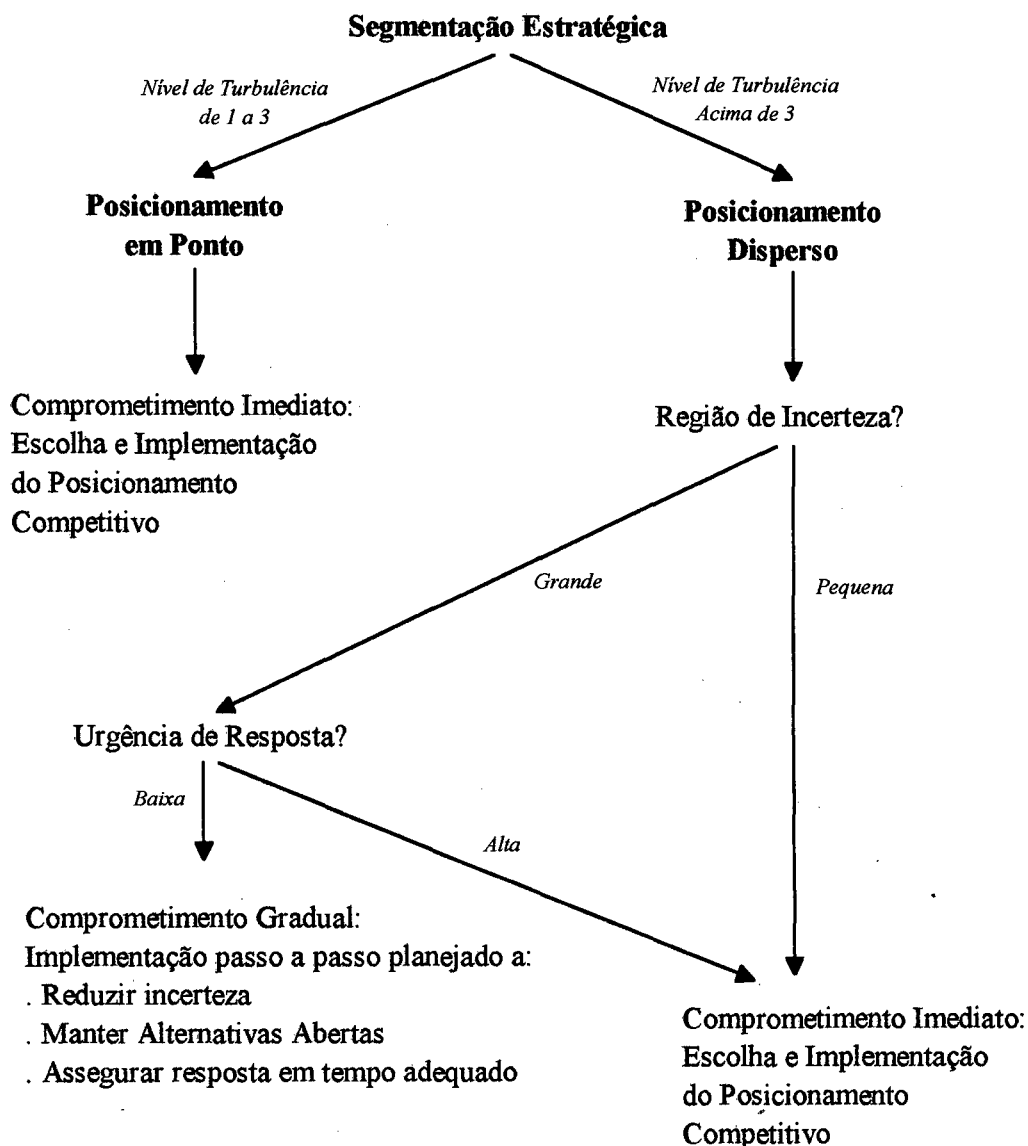 Segmentação Estratégica
Nível de Turbulência
de 1 a 3
Nível de Turbulência
Acima de 3
Posicionamento
em Ponto
Posicionamento
Disperso
Comprometimento Imediato:
Escolha e Implementação
do Posicionamento
Competitivo
Região de Incerteza?
Grande
Pequena
Urgência de Resposta?
Baixa
Alta
Comprometimento Gradual:
Implementação passo a passo planejado a:
. Reduzir incerteza
. Manter Alternativas Abertas
. Assegurar resposta em tempo adequado
Comprometimento Imediato:
Escolha e Implementação
do Posicionamento
Competitivo